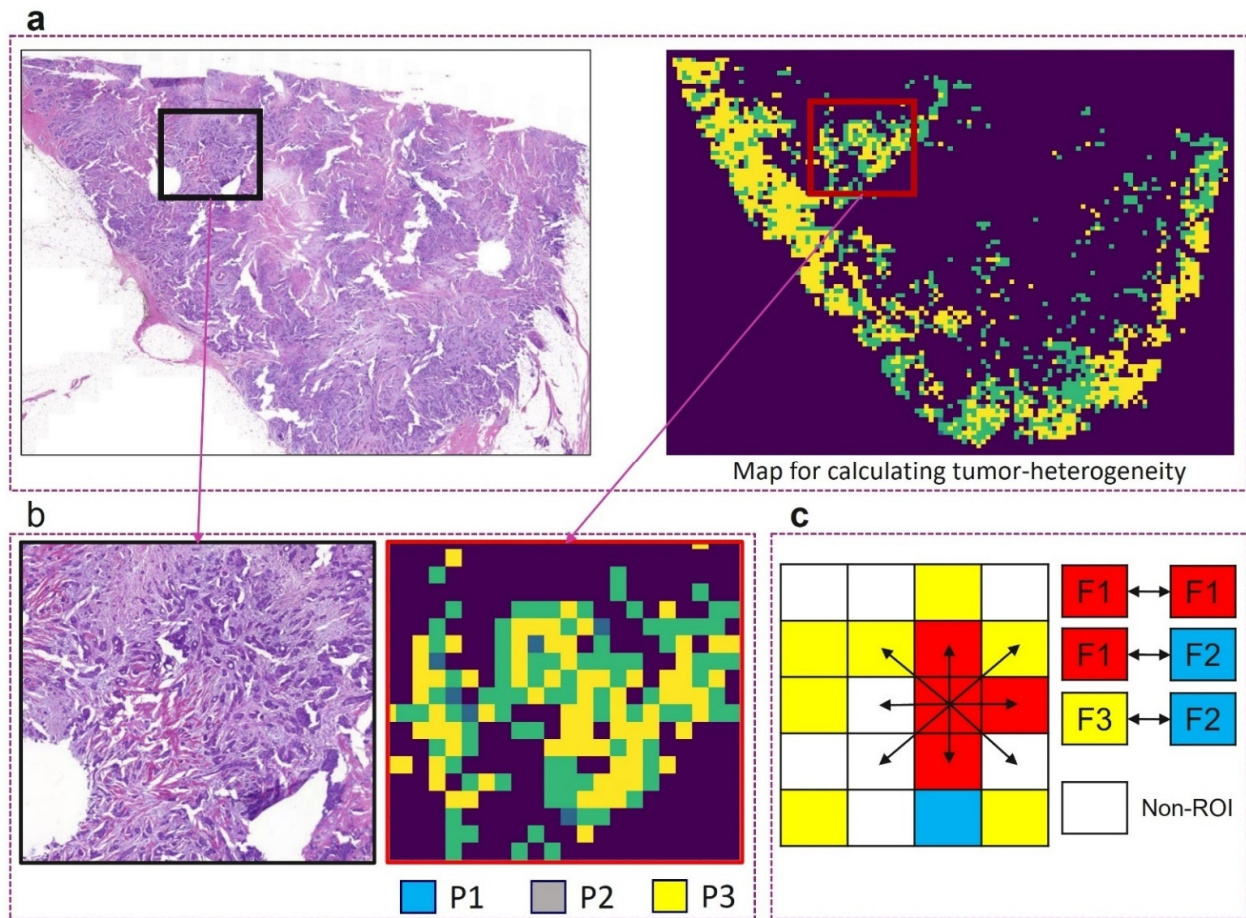 a
Map for calculating tumor-heterogeneity
b
P1 P2 P3
c
F1 F1
F1 F2
F3 F2
Non-ROI